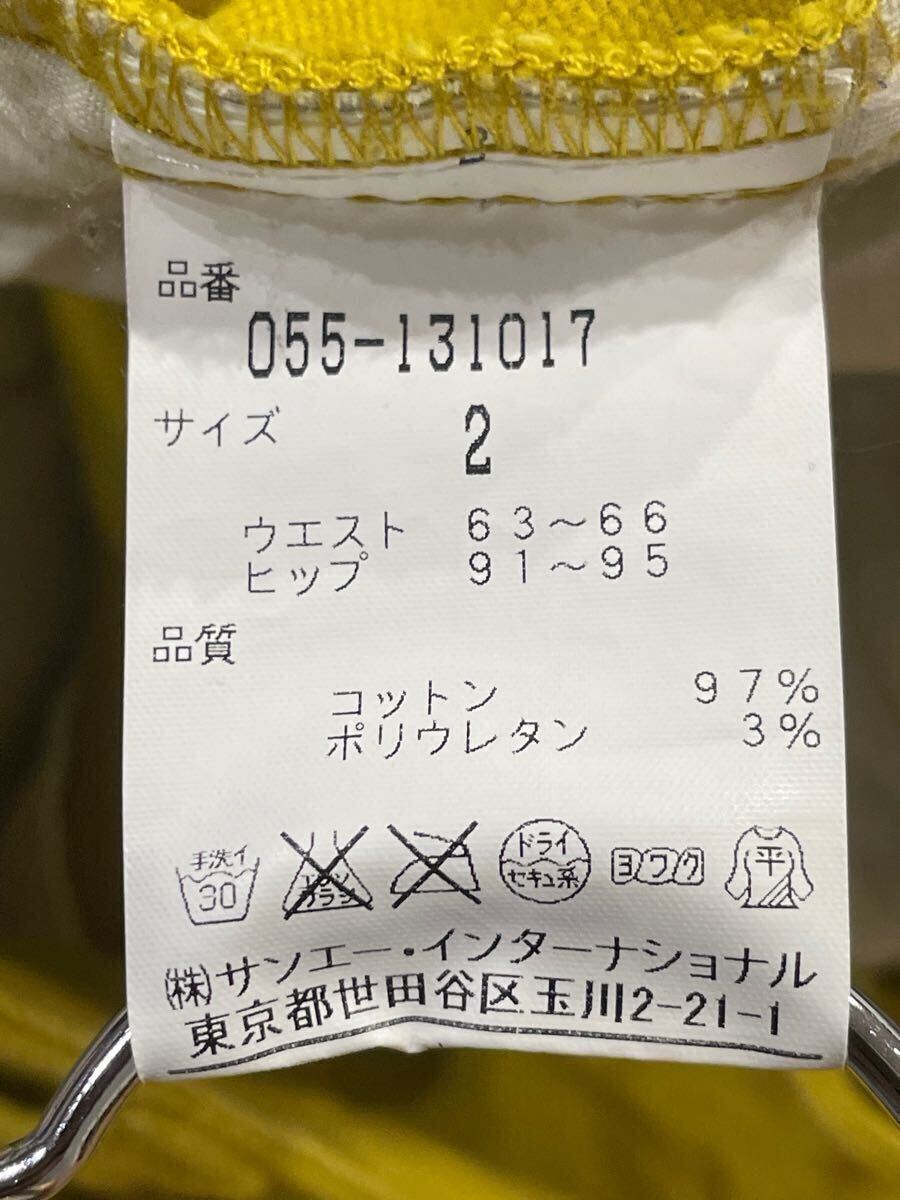 品番
055-131017
サイズ 2
ウエスト 63～66
ヒップ 91～95
品質
コットン 97%
ポリウレタン 3%
手洗イ 30 エンソ サラシ ドライ セキユ系 ヨワク 平
㈱サンエー・インターナショナル
東京都世田谷区玉川2-21-1